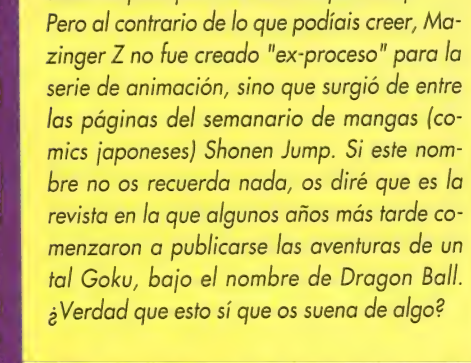 Pero al contrario de lo que podíais creer, Ma-
zinger Z no fue creado "ex-proceso" para la
serie de animación, sino que surgió de entre
las páginas del semanario de mangas (co-
mics japoneses) Shonen Jump. Si este nom-
bre no os recuerda nada, os diré que es la
revista en la que algunos años más tarde co-
menzaron a publicarse las aventuras de un
tal Goku, bajo el nombre de Dragon Ball.
¿Verdad que esto sí que os suena de algo?